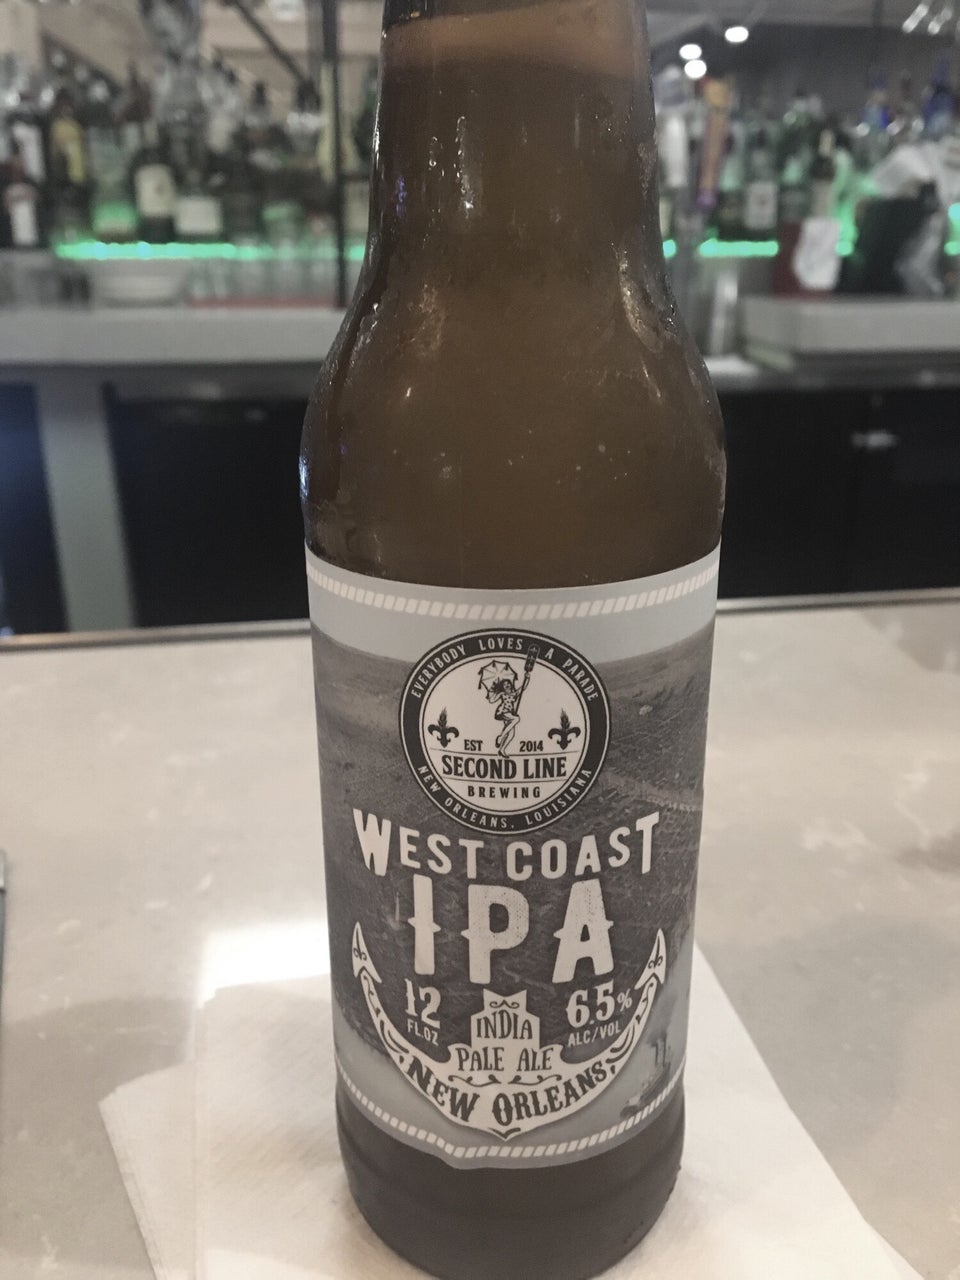 EVERYBODY LOVES A PARADE
EST 2014
SECOND LINE
BREWING
NEW ORLEANS, LOUISIANA
WEST COAST
IPA
12
FL.OZ
6.5%
ALC/VOL
INDIA
PALE ALE
NEW ORLEANS